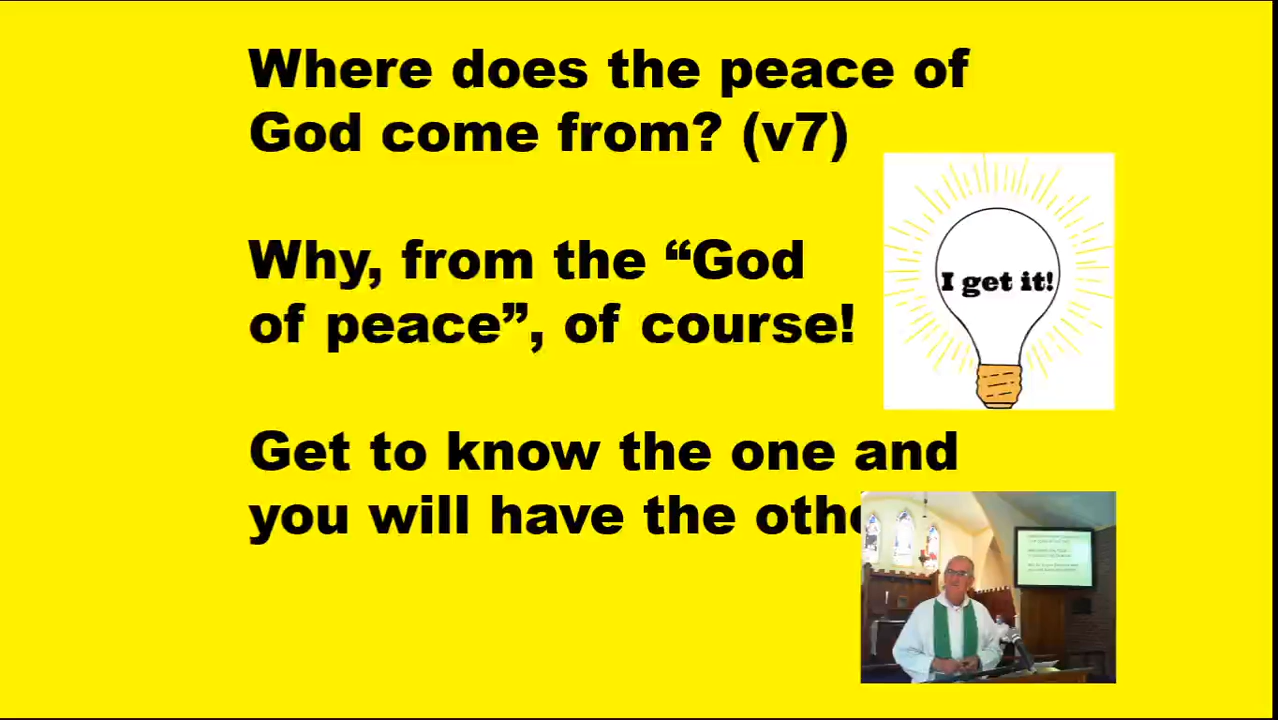 Where does the peace of
God come from? (v7)
I get it!
Why, from the “God
of peace”, of course!
Get to know the one and
you will have the